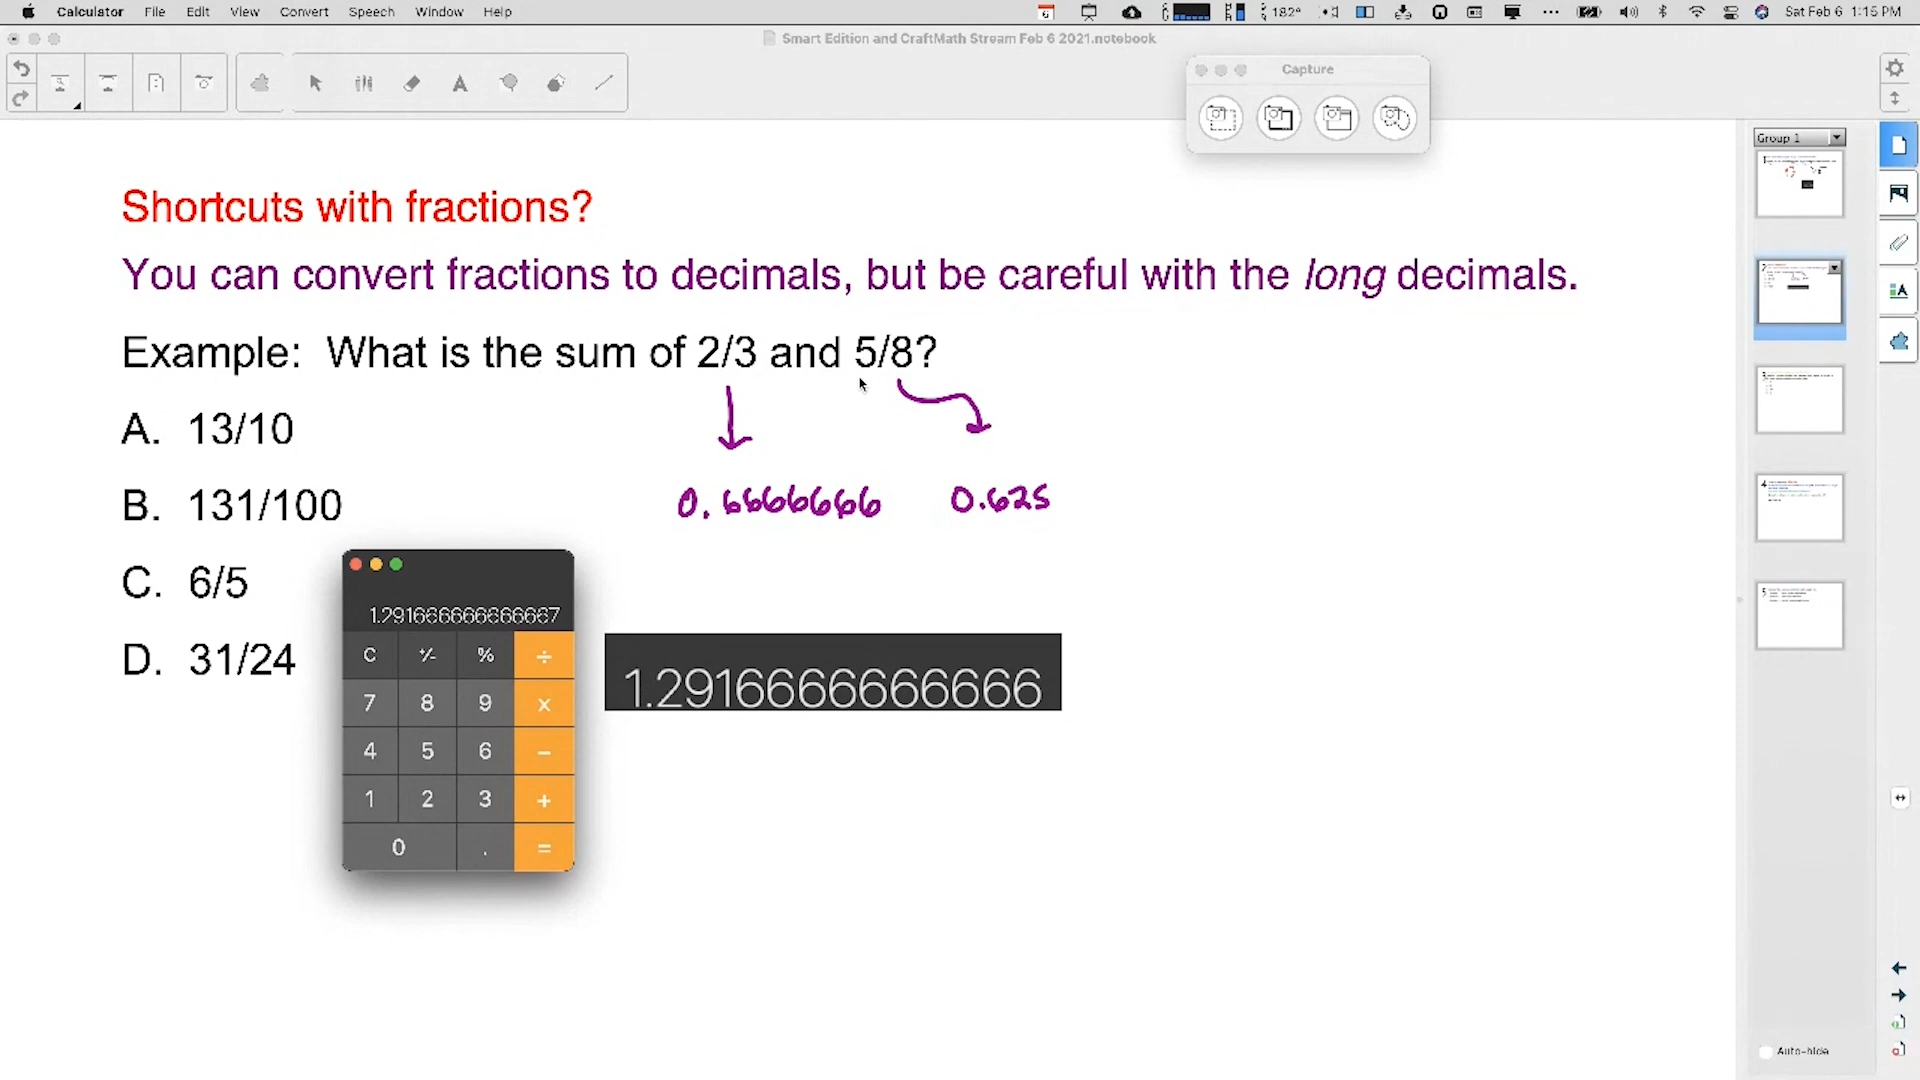 Calculator File Edit View Convert Speech Window Help
182° Sat Feb 6 1:15 PM
Smart Edition and CraftMath Stream Feb 6 2021.notebook
Capture
Group 1
Shortcuts with fractions?
You can convert fractions to decimals, but be careful with the long decimals.
Example: What is the sum of 2/3 and 5/8?
A. 13/10
0.6666666 0.625
B. 131/100
C. 6/5
D. 31/24
1.291666666666667
C +/- % ÷
7 8 9 x
4 5 6 −
1 2 3 +
0 . =
1.2916666666666
Auto-hide